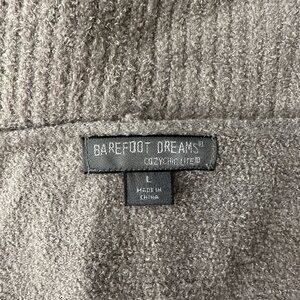 BAREFOOT DREAMS®
COZYCHIC LITE®
L
MADE IN
CHINA